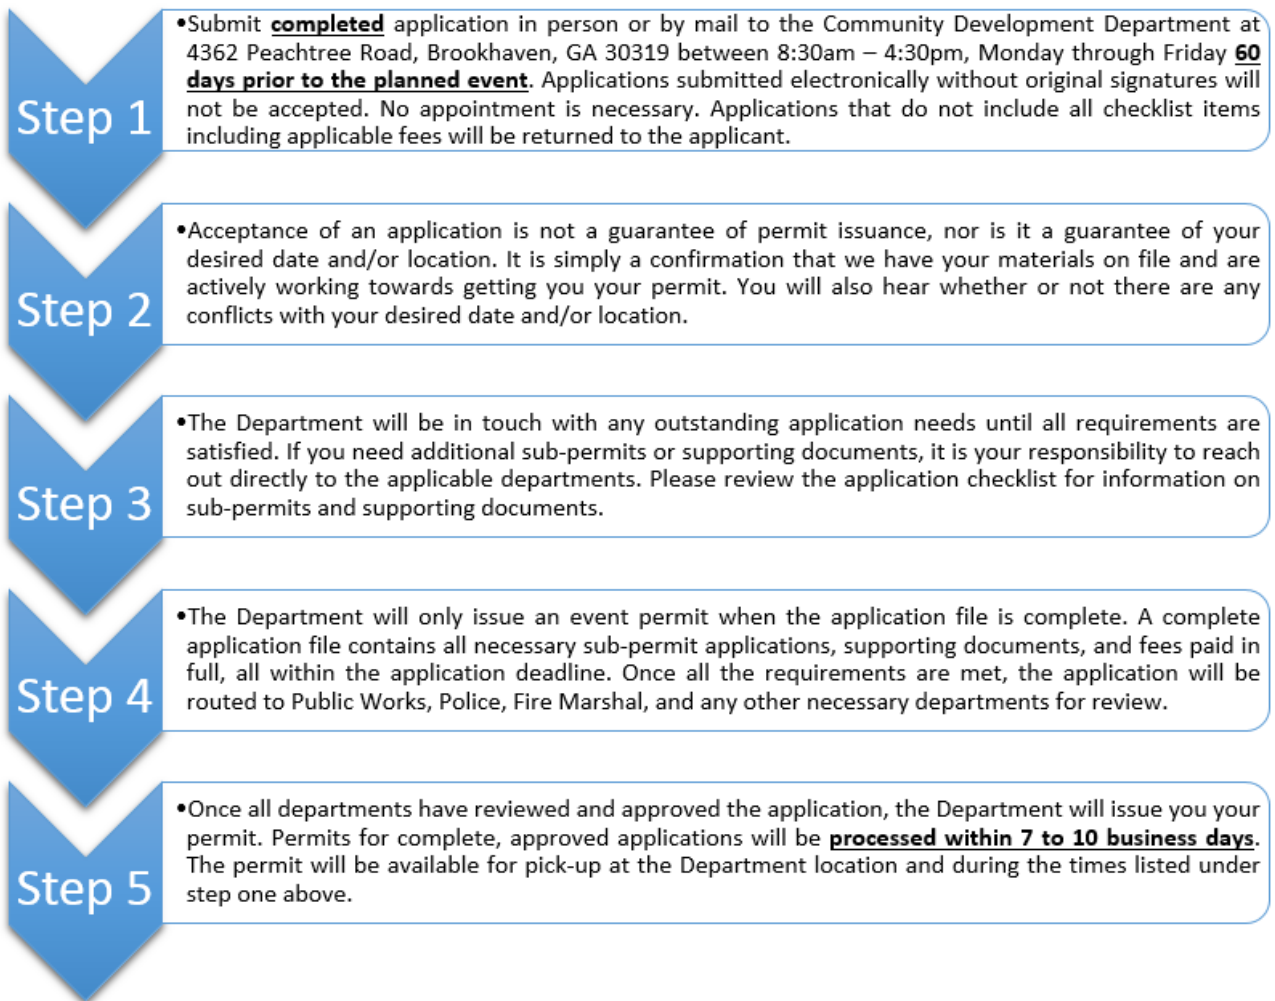 Step 1
•Submit completed application in person or by mail to the Community Development Department at
4362 Peachtree Road, Brookhaven, GA 30319 between 8:30am – 4:30pm, Monday through Friday 60
days prior to the planned event. Applications submitted electronically without original signatures will
not be accepted. No appointment is necessary. Applications that do not include all checklist items
including applicable fees will be returned to the applicant.
Step 2
•Acceptance of an application is not a guarantee of permit issuance, nor is it a guarantee of your
desired date and/or location. It is simply a confirmation that we have your materials on file and are
actively working towards getting you your permit. You will also hear whether or not there are any
conflicts with your desired date and/or location.
Step 3
•The Department will be in touch with any outstanding application needs until all requirements are
satisfied. If you need additional sub-permits or supporting documents, it is your responsibility to reach
out directly to the applicable departments. Please review the application checklist for information on
sub-permits and supporting documents.
Step 4
•The Department will only issue an event permit when the application file is complete. A complete
application file contains all necessary sub-permit applications, supporting documents, and fees paid in
full, all within the application deadline. Once all the requirements are met, the application will be
routed to Public Works, Police, Fire Marshal, and any other necessary departments for review.
Step 5
•Once all departments have reviewed and approved the application, the Department will issue you your
permit. Permits for complete, approved applications will be processed within 7 to 10 business days.
The permit will be available for pick-up at the Department location and during the times listed under
step one above.